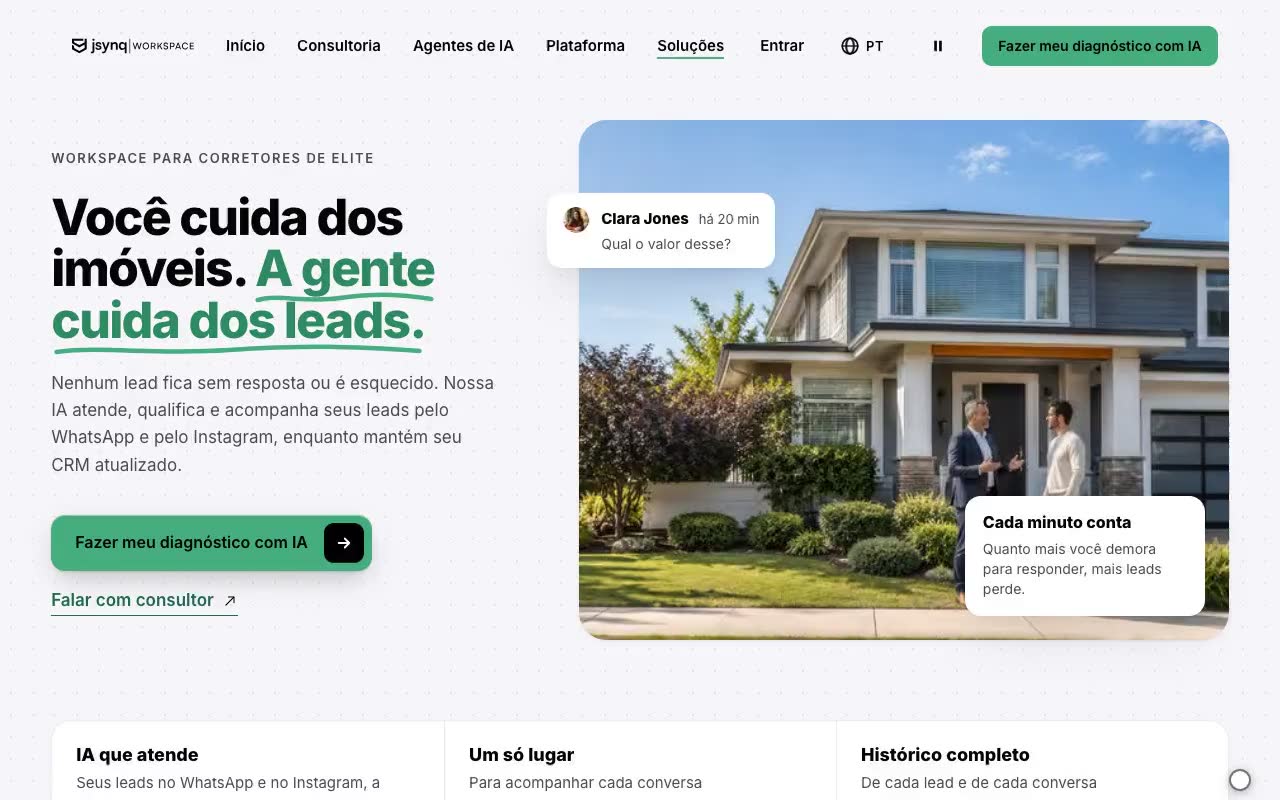 jsynq|WORKSPACE Início Consultoria Agentes de IA Plataforma Soluções Entrar PT Fazer meu diagnóstico com IA
WORKSPACE PARA CORRETORES DE ELITE
Você cuida dos
imóveis. A gente
cuida dos leads.
Nenhum lead fica sem resposta ou é esquecido. Nossa
IA atende, qualifica e acompanha seus leads pelo
WhatsApp e pelo Instagram, enquanto mantém seu
CRM atualizado.
Fazer meu diagnóstico com IA
Falar com consultor
Clara Jones há 20 min
Qual o valor desse?
Cada minuto conta
Quanto mais você demora
para responder, mais leads
perde.
IA que atende
Seus leads no WhatsApp e no Instagram, a
Um só lugar
Para acompanhar cada conversa
Histórico completo
De cada lead e de cada conversa